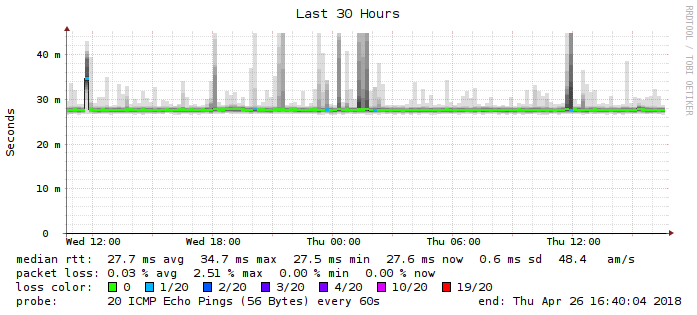 Last 30 Hours
RRDTOOL / TOBI OETIKER
Seconds
40 m
30 m
20 m
10 m
0
Wed 12:00 Wed 18:00 Thu 00:00 Thu 06:00 Thu 12:00
median rtt: 27.7 ms avg 34.7 ms max 27.5 ms min 27.6 ms now 0.6 ms sd 48.4 am/s
packet loss: 0.03 % avg 2.51 % max 0.00 % min 0.00 % now
loss color: 0 1/20 2/20 3/20 4/20 10/20 19/20
probe: 20 ICMP Echo Pings (56 Bytes) every 60s end: Thu Apr 26 16:40:04 2018